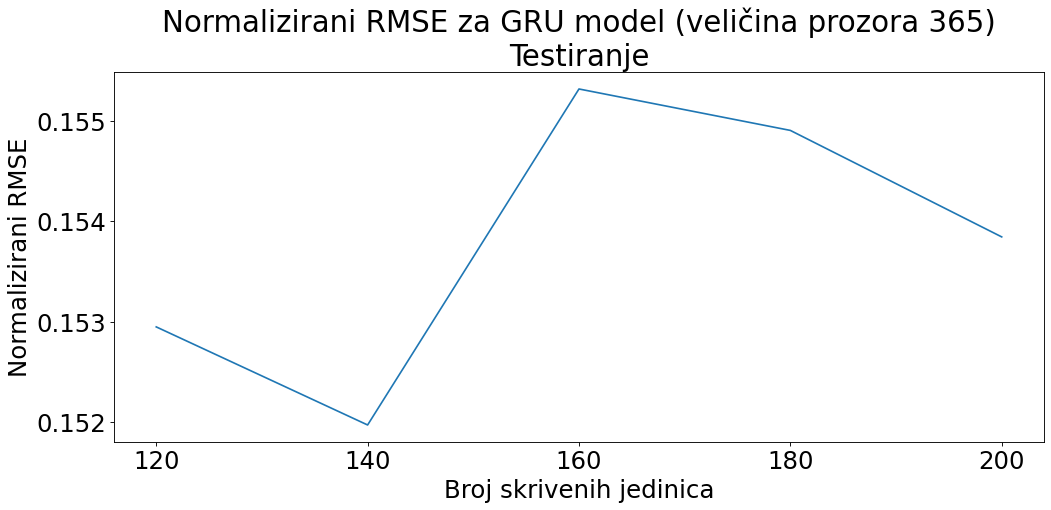 Normalizirani RMSE za GRU model (veličina prozora 365)
Testiranje
Normalizirani RMSE
0.155
0.154
0.153
0.152
120
140
160
180
200
Broj skrivenih jedinica